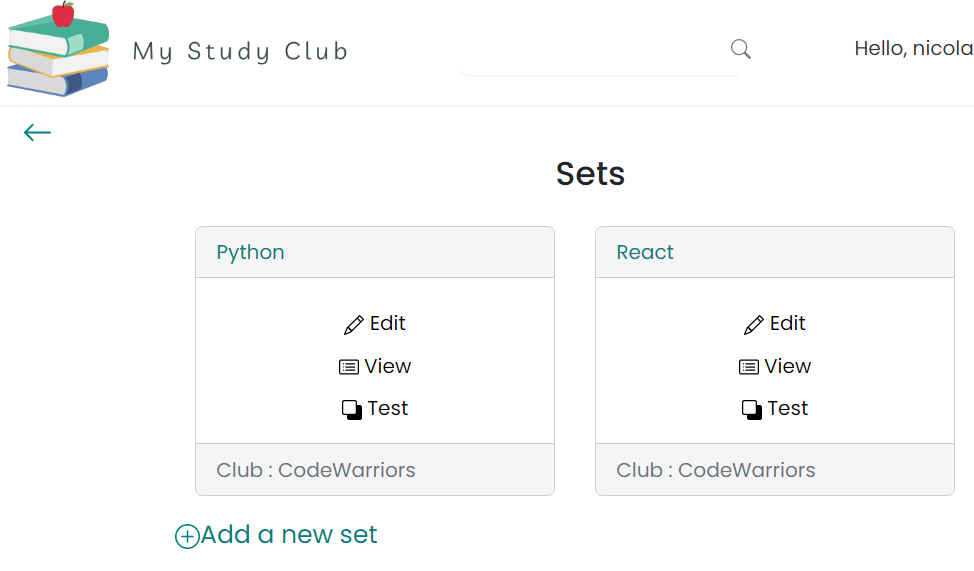 My Study Club
Hello, nicola
Sets
Python
React
Edit
View
Test
Edit
View
Test
Club : CodeWarriors
Club : CodeWarriors
Add a new set